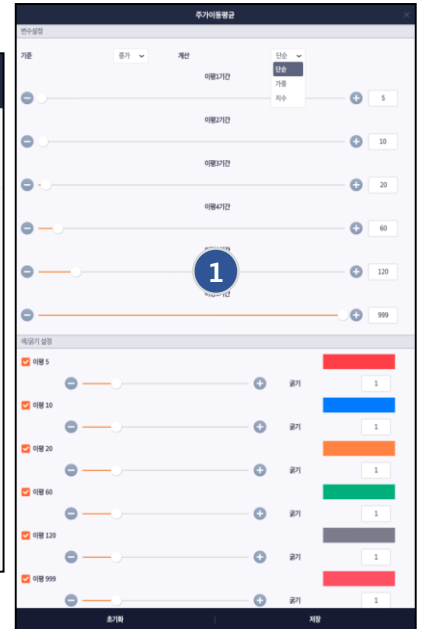 주가이동평균
변수설정
기준 종가 계산 단순
단순
가중
지수
이평1기간
5
이평2기간
10
이평3기간
20
이평4기간
60
120
1
999
색/굵기 설정
이평 5
굵기 1
이평 10
굵기 1
이평 20
굵기 1
이평 60
굵기 1
이평 120
굵기 1
이평 999
굵기 1
초기화 저장